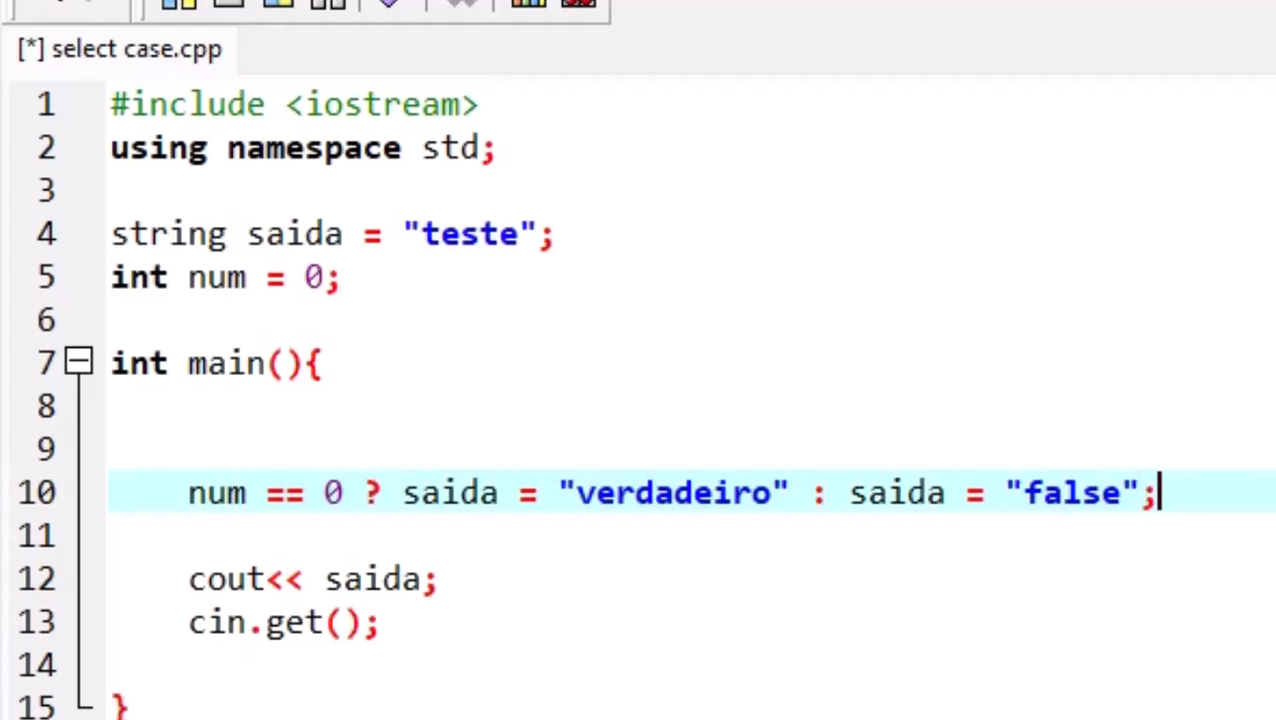 [*] select case.cpp
1 #include <iostream>
2 using namespace std;
3
4 string saida = "teste";
5 int num = 0;
6
7 int main(){
8
9
10 num == 0 ? saida = "verdadeiro" : saida = "false";
11
12 cout<< saida;
13 cin.get();
14
15 }